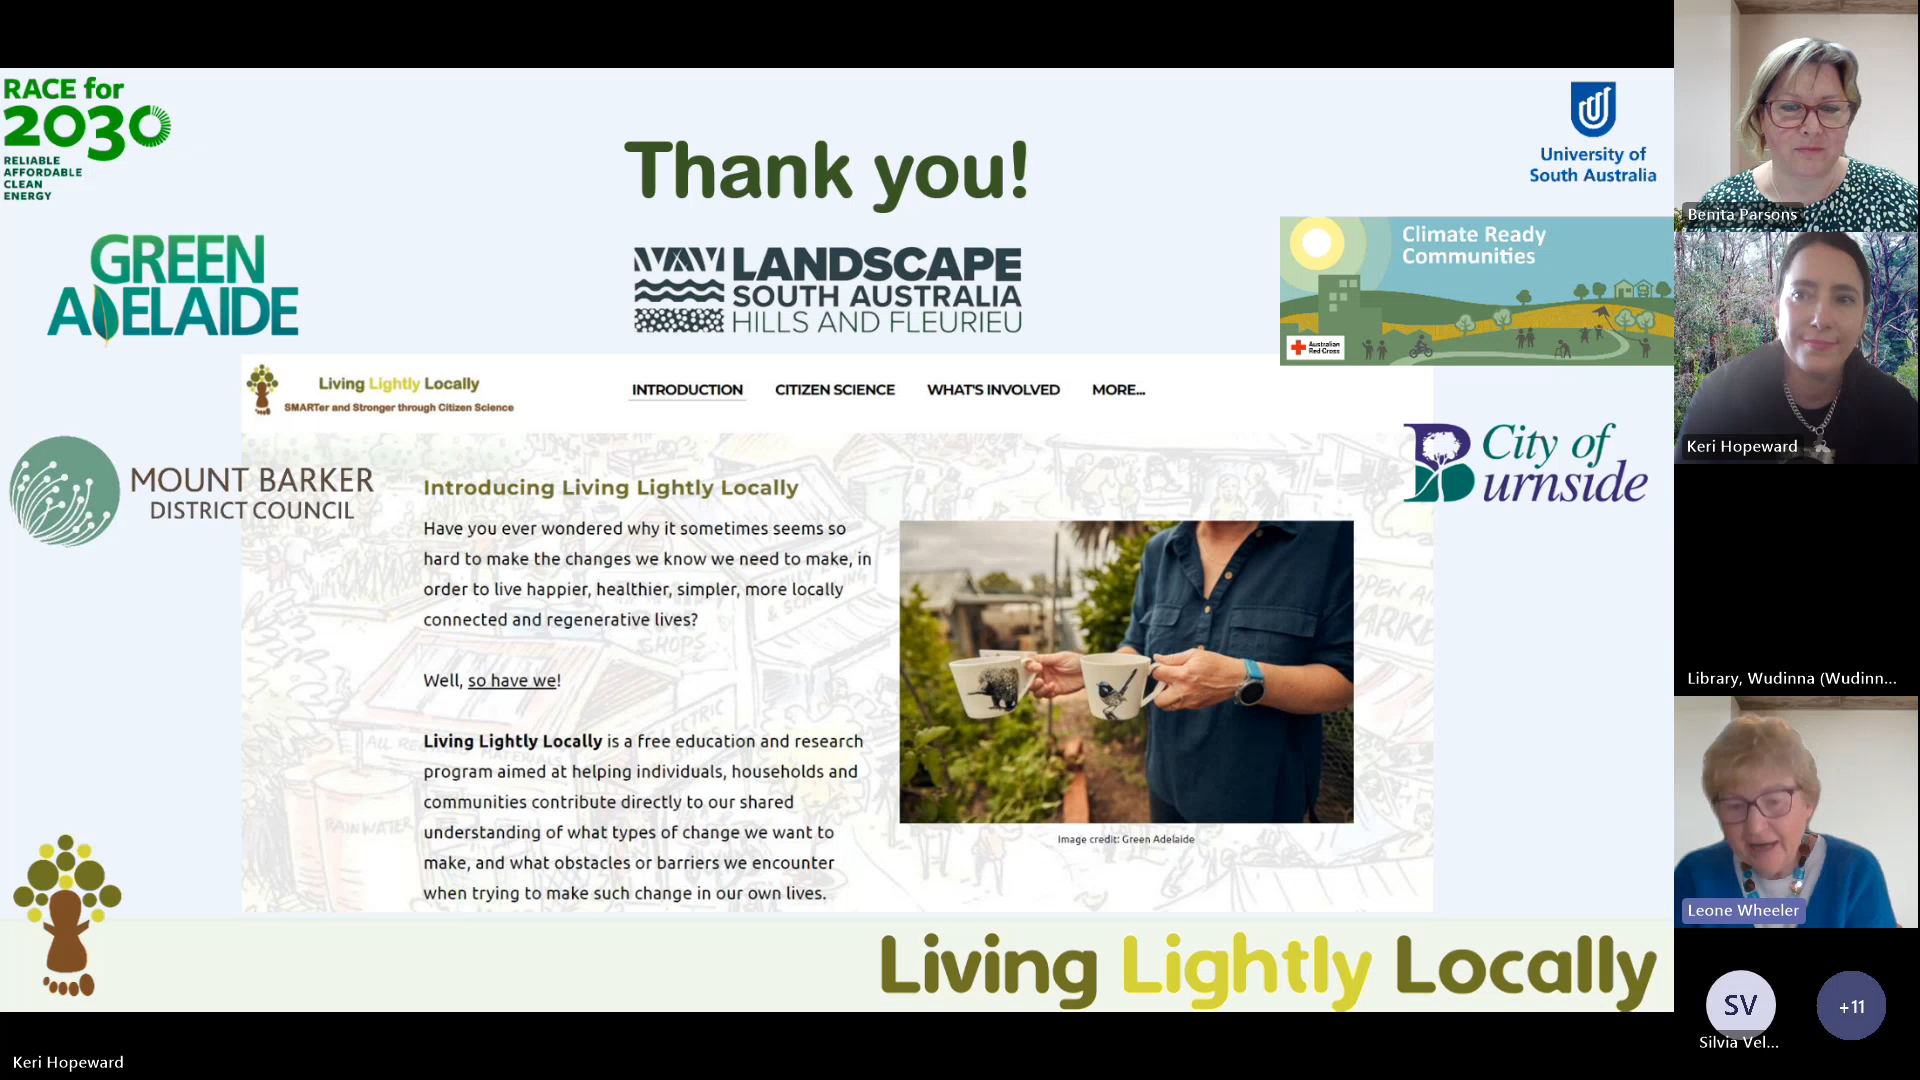 RACE for
2030
RELIABLE
AFFORDABLE
CLEAN
ENERGY
Thank you!
University of
South Australia
GREEN
ADELAIDE
LANDSCAPE
SOUTH AUSTRALIA
HILLS AND FLEURIEU
Climate Ready
Communities
Australian
Red Cross
Living Lightly Locally
SMARTer and Stronger through Citizen Science
INTRODUCTION
CITIZEN SCIENCE
WHAT'S INVOLVED
MORE...
MOUNT BARKER
DISTRICT COUNCIL
City of
Burnside
Introducing Living Lightly Locally
Have you ever wondered why it sometimes seems so
hard to make the changes we know we need to make, in
order to live happier, healthier, simpler, more locally
connected and regenerative lives?
Well, so have we!
Living Lightly Locally is a free education and research
program aimed at helping individuals, households and
communities contribute directly to our shared
understanding of what types of change we want to
make, and what obstacles or barriers we encounter
when trying to make such change in our own lives.
SHOPS
RAINWATER
Image credit: Green Adelaide
Living Lightly Locally
Keri Hopeward
Benita Parsons
Keri Hopeward
Library, Wudinna (Wudinn...
Leone Wheeler
SV
Silvia Vel...
+11